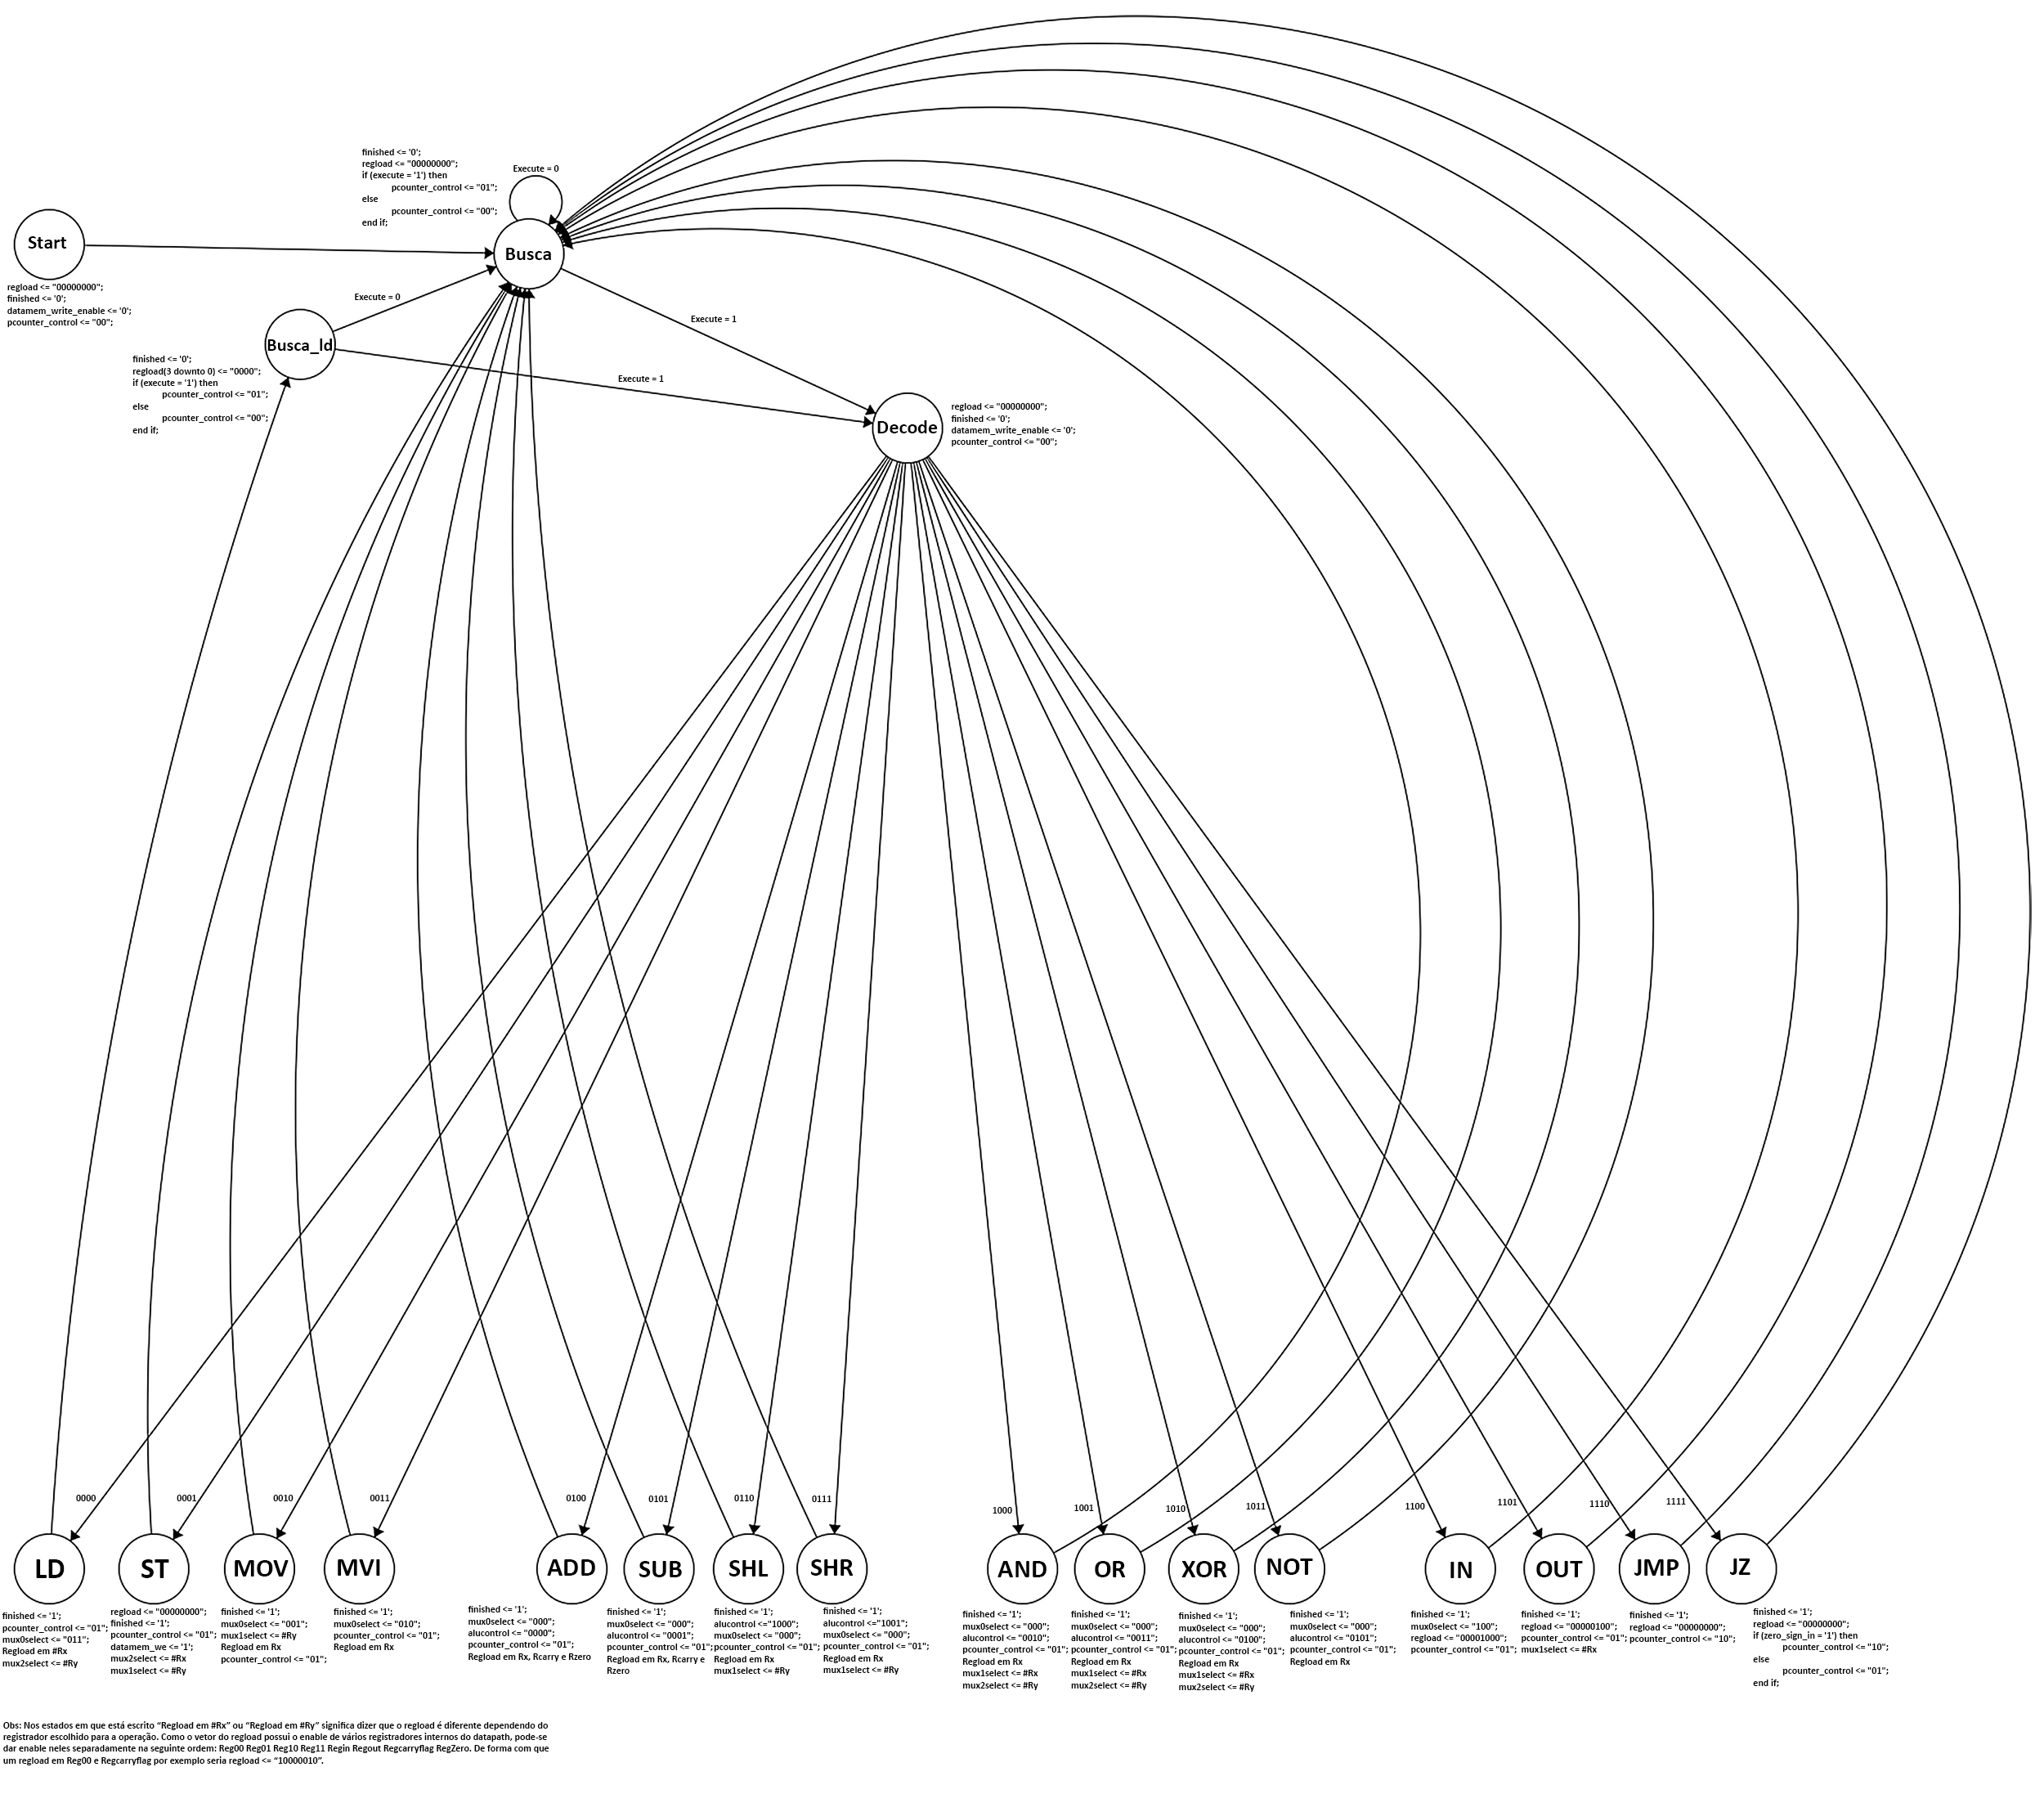 finished <= '0';
regload <= "00000000";
if (execute = '1') then
pcounter_control <= "01";
else
pcounter_control <= "00";
end if;
Execute = 0
Start
Busca
regload <= "00000000";
finished <= '0';
datamem_write_enable <= '0';
pcounter_control <= "00";
Execute = 0
Execute = 1
Busca_ld
finished <= '0';
regload(3 downto 0) <= "0000";
if (execute = '1') then
pcounter_control <= "01";
else
pcounter_control <= "00";
end if;
Execute = 1
Decode
regload <= "00000000";
finished <= '0';
datamem_write_enable <= '0';
pcounter_control <= "00";
0000
0001
0010
0011
0100
0101
0110
0111
1000
1001
1010
1011
1100
1101
1110
1111
LD
ST
MOV
MVI
ADD
SUB
SHL
SHR
AND
OR
XOR
NOT
IN
OUT
JMP
JZ
finished <= '1';
pcounter_control <= "01";
mux0select <= "011";
Regload em #Rx
mux2select <= #Ry
regload <= "00000000";
finished <= '1';
pcounter_control <= "01";
datamem_we <= '1';
mux2select <= #Rx
mux1select <= #Ry
finished <= '1';
mux0select <= "001";
mux1select <= #Ry
Regload em Rx
pcounter_control <= "01";
finished <= '1';
mux0select <= "010";
pcounter_control <= "01";
Regload em Rx
finished <= '1';
mux0select <= "000";
alucontrol <= "0000";
pcounter_control <= "01";
Regload em Rx, Rcarry e Rzero
finished <= '1';
mux0select <= "000";
alucontrol <= "0001";
pcounter_control <= "01";
Regload em Rx, Rcarry e
Rzero
finished <= '1';
alucontrol <="1000";
mux0select <= "000";
pcounter_control <= "01";
Regload em Rx
mux1select <= #Ry
finished <= '1';
alucontrol <="1001";
mux0select <= "000";
pcounter_control <= "01";
Regload em Rx
mux1select <= #Ry
finished <= '1';
mux0select <= "000";
alucontrol <= "0010";
pcounter_control <= "01";
Regload em Rx
mux1select <= #Rx
mux2select <= #Ry
finished <= '1';
mux0select <= "000";
alucontrol <= "0011";
pcounter_control <= "01";
Regload em Rx
mux1select <= #Rx
mux2select <= #Ry
finished <= '1';
mux0select <= "000";
alucontrol <= "0100";
pcounter_control <= "01";
Regload em Rx
mux1select <= #Rx
mux2select <= #Ry
finished <= '1';
mux0select <= "000";
alucontrol <= "0101";
pcounter_control <= "01";
Regload em Rx
finished <= '1';
mux0select <= "100";
regload <= "00001000";
pcounter_control <= "01";
finished <= '1';
regload <= "00000100";
pcounter_control <= "01";
mux1select <= #Rx
finished <= '1';
regload <= "00000000";
pcounter_control <= "10";
finished <= '1';
regload <= "00000000";
if (zero_sign_in = '1') then
pcounter_control <= "10";
else
pcounter_control <= "01";
end if;
Obs: Nos estados em que está escrito “Regload em #Rx” ou “Regload em #Ry” significa dizer que o regload é diferente dependendo do
registrador escolhido para a operação. Como o vetor do regload possui o enable de vários registradores internos do datapath, pode-se
dar enable neles separadamente na seguinte ordem: Reg00 Reg01 Reg10 Reg11 Regin Regout Regcarryflag RegZero. De forma com que
um regload em Reg00 e Regcarryflag por exemplo seria regload <= “10000010”.